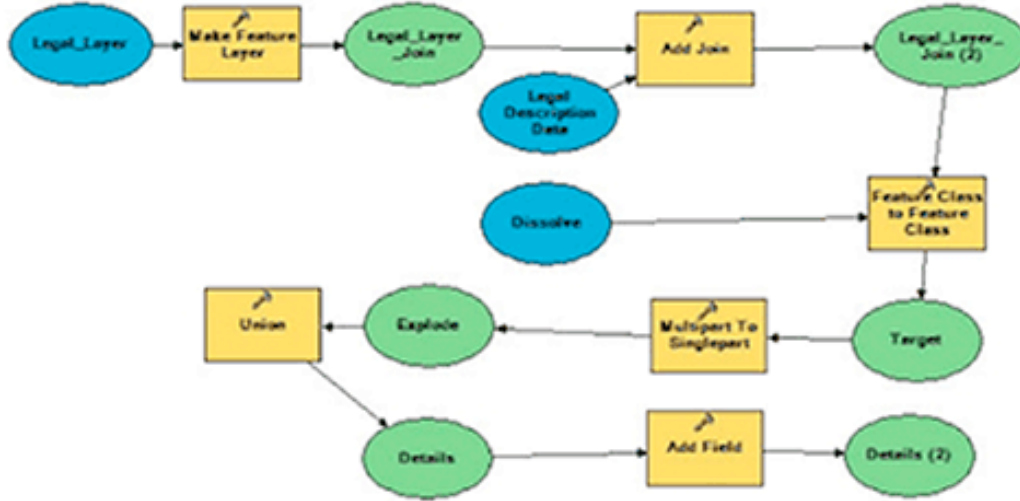 Legal_Layer
Make Feature
Layer
Legal_Layer
_Join
Add Join
Legal_Layer_
Join (2)
Legal
Description
Data
Dissolve
Feature Class
to Feature
Class
Union
Explode
Multipart To
Singlepart
Target
Details
Add Field
Details (2)